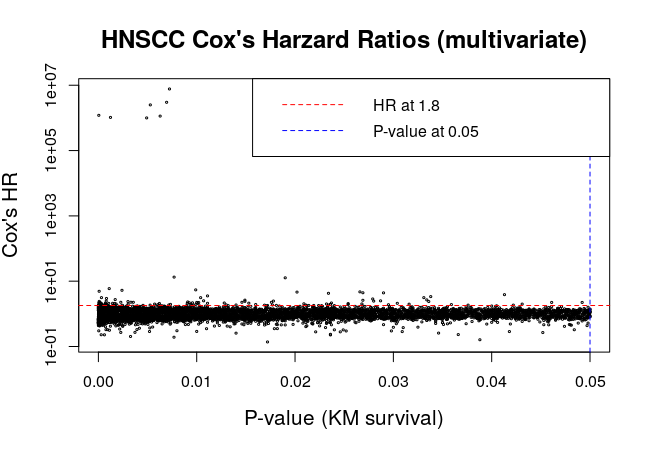 HNSCC Cox's Harzard Ratios (multivariate)
HR at 1.8
P-value at 0.05
Cox's HR
1e+07
1e+05
1e+03
1e+01
1e-01
0.00 0.01 0.02 0.03 0.04 0.05
P-value (KM survival)